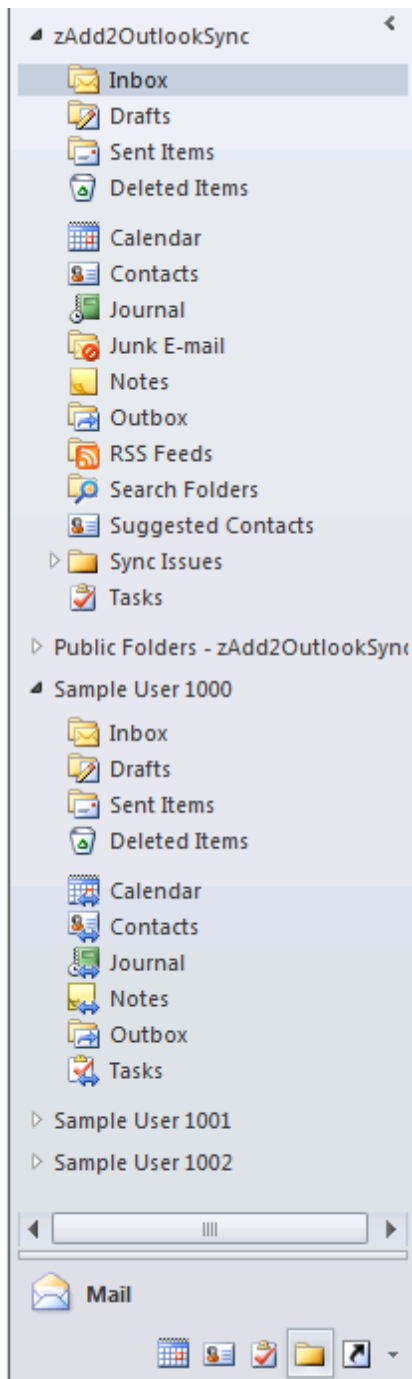 zAdd2OutlookSync
Inbox
Drafts
Sent Items
Deleted Items
Calendar
Contacts
Journal
Junk E-mail
Notes
Outbox
RSS Feeds
Search Folders
Suggested Contacts
Sync Issues
Tasks
Public Folders - zAdd2OutlookSync
Sample User 1000
Inbox
Drafts
Sent Items
Deleted Items
Calendar
Contacts
Journal
Notes
Outbox
Tasks
Sample User 1001
Sample User 1002
Mail